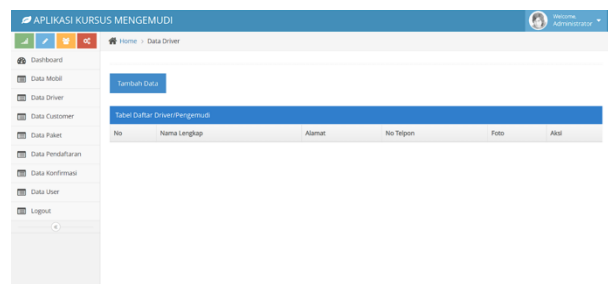 APLIKASI KURSUS MENGEMUDI
Welcome,
Administrator
Home > Data Driver
Dashboard
Data Mobil
Data Driver
Data Customer
Data Paket
Data Pendaftaran
Data Konfirmasi
Data User
Logout
Tambah Data
Tabel Daftar Driver/Pengemudi
No Nama Lengkap Alamat No Telpon Foto Aksi